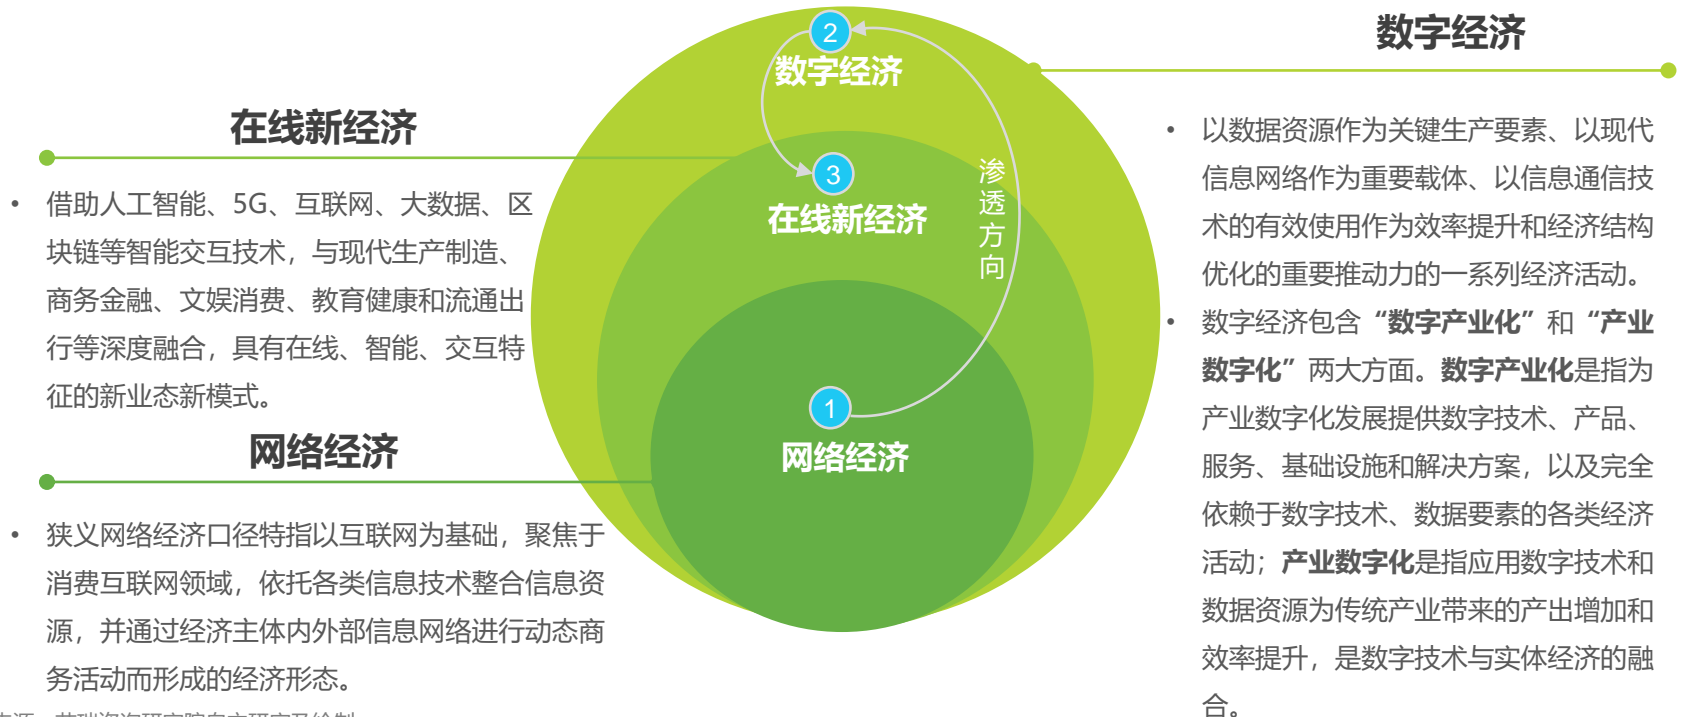 数字经济
在线新经济
网络经济
2
数字经济
3
在线新经济
渗透方向
1
网络经济
• 借助人工智能、5G、互联网、大数据、区
块链等智能交互技术，与现代生产制造、
商务金融、文娱消费、教育健康和流通出
行等深度融合，具有在线、智能、交互特
征的新业态新模式。
• 狭义网络经济口径特指以互联网为基础，聚焦于
消费互联网领域，依托各类信息技术整合信息资
源，并通过经济主体内外部信息网络进行动态商
务活动而形成的经济形态。
• 以数据资源作为关键生产要素、以现代
信息网络作为重要载体、以信息通信技
术的有效使用作为效率提升和经济结构
优化的重要推动力的一系列经济活动。
• 数字经济包含“数字产业化”和“产业
数字化”两大方面。数字产业化是指为
产业数字化发展提供数字技术、产品、
服务、基础设施和解决方案，以及完全
依赖于数字技术、数据要素的各类经济
活动；产业数字化是指应用数字技术和
数据资源为传统产业带来的产出增加和
效率提升，是数字技术与实体经济的融
合。